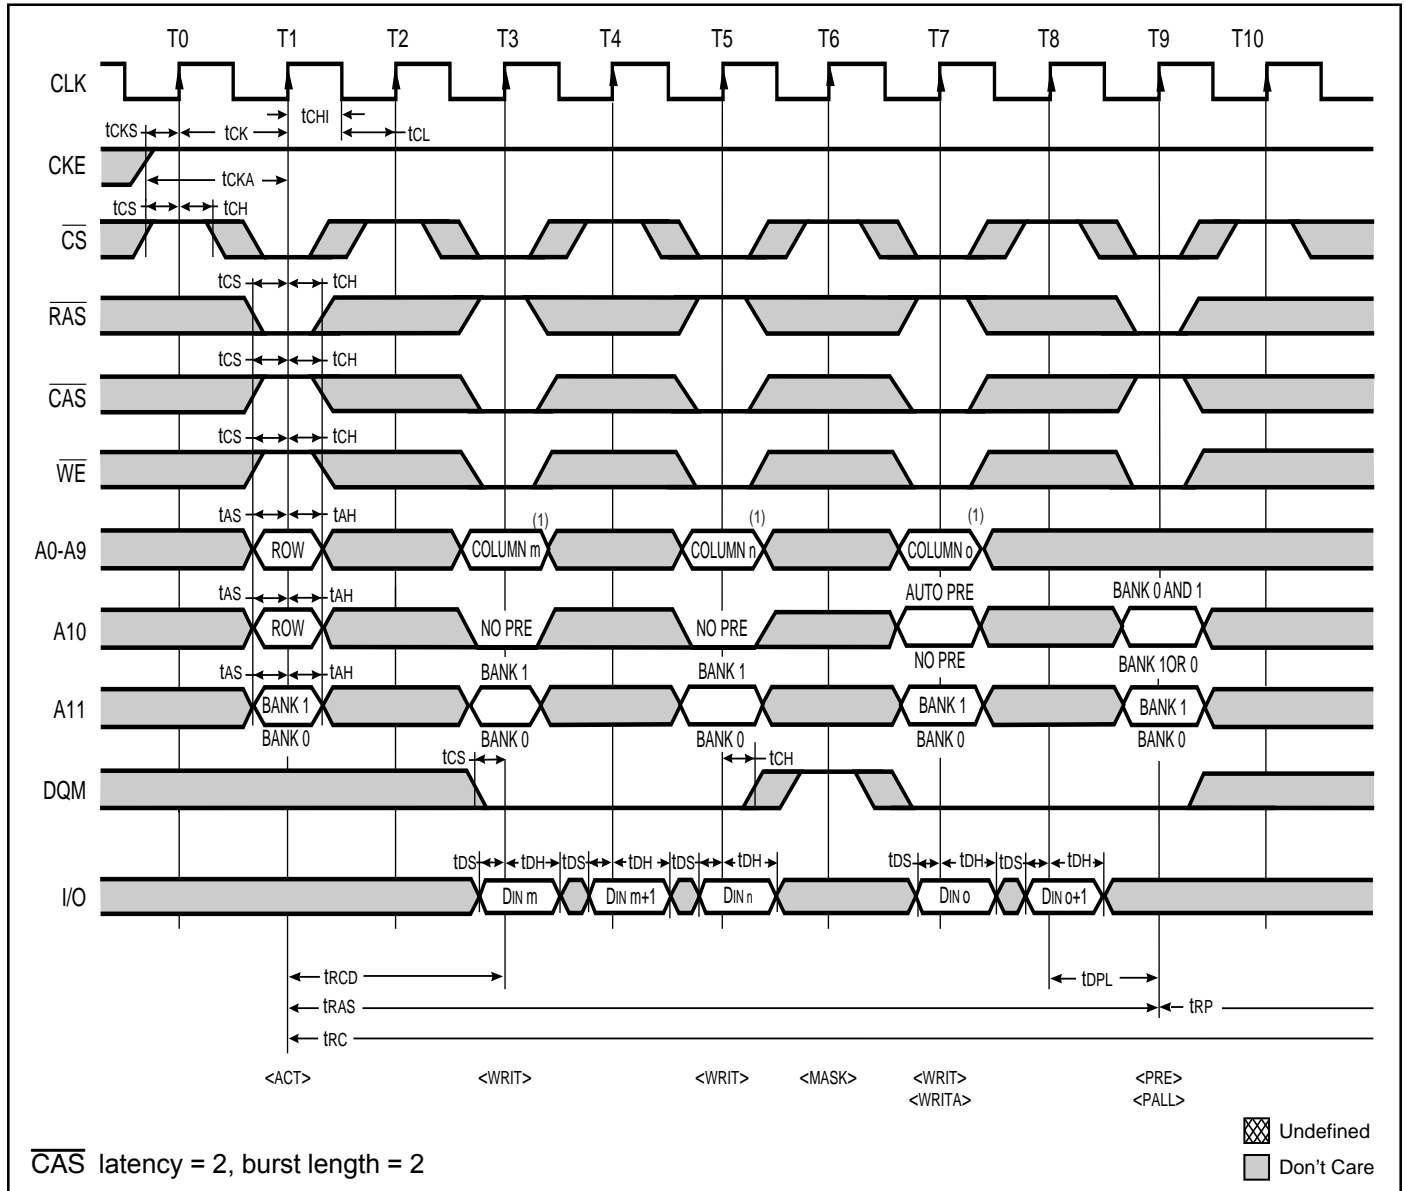 T0 T1 T2 T3 T4 T5 T6 T7 T8 T9 T10
CLK
tCHI
tCKS tCK tCL
CKE
tCKA
tCS tCH
CS
tCS tCH
RAS
tCS tCH
CAS
tCS tCH
WE
tAS tAH (1) (1) (1)
A0-A9 ROW COLUMN m COLUMN n COLUMN o
tAS tAH AUTO PRE BANK 0 AND 1
A10 ROW NO PRE NO PRE
NO PRE BANK 1OR 0
tAS tAH BANK 1 BANK 1
A11 BANK 1 BANK 1 BANK 1
BANK 0 BANK 0 BANK 0 BANK 0 BANK 0
tCS tCH
DQM
tDS tDH tDS tDH tDS tDH tDS tDH tDS tDH
I/O DIN m DIN m+1 DIN n DIN o DIN o+1
tRCD tDPL
tRAS tRP
tRC
<ACT> <WRIT> <WRIT> <MASK> <WRIT> <PRE>
<WRITA> <PALL>
Undefined
CAS latency = 2, burst length = 2 Don't Care